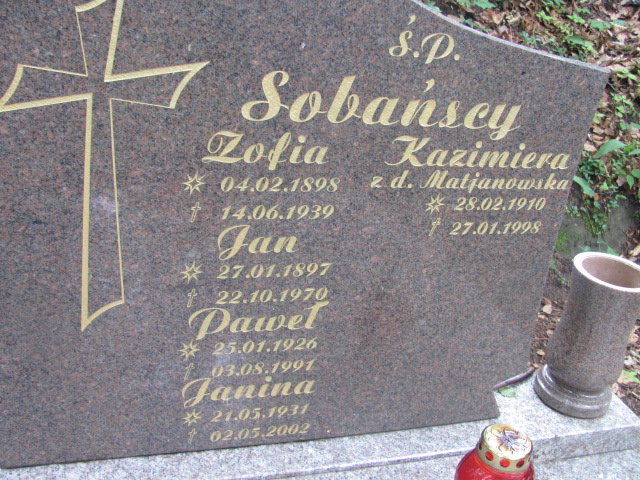 Ś.P.
Sobańscy
Zofia
04.02.1898
14.06.1939
Jan
27.01.1897
22.10.1970
Paweł
25.01.1926
03.08.1991
Janina
21.05.1931
02.05.2002
Kazimiera
z d. Matjanowska
28.02.1910
27.01.1998